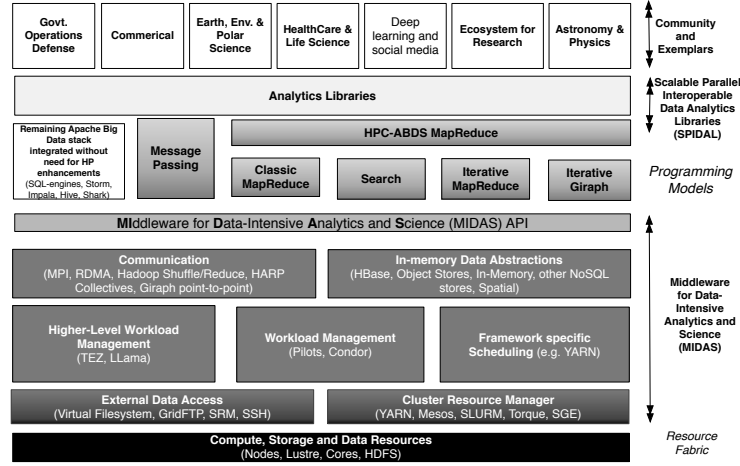 Govt.
Operations
Defense
Commerical
Earth, Env. &
Polar
Science
HealthCare &
Life Science
Deep
learning and
social media
Ecosystem for
Research
Astronomy
& Physics
Community
and
Exemplars
Analytics Libraries
Scalable Parallel
Interoperable
Data Analytics
Libraries
(SPIDAL)
Remaining Apache Big
Data stack
integrated without
need for HP
enhancements
(SQL-engines, Storm,
Impala, Hive, Shark)
Message
Passing
HPC-ABDS MapReduce
Classic
MapReduce
Search
Iterative
MapReduce
Iterative
Giraph
Programming
Models
MIddleware for Data-Intensive Analytics and Science (MIDAS) API
Communication
(MPI, RDMA, Hadoop Shuffle/Reduce, HARP
Collectives, Giraph point-to-point)
In-memory Data Abstractions
(HBase, Object Stores, In-Memory, other NoSQL
stores, Spatial)
Higher-Level Workload
Management
(TEZ, LLama)
Workload Management
(Pilots, Condor)
Framework specific
Scheduling (e.g. YARN)
Middleware
for Data-
Intensive
Analytics and
Science
(MIDAS)
External Data Access
(Virtual Filesystem, GridFTP, SRM, SSH)
Cluster Resource Manager
(YARN, Mesos, SLURM, Torque, SGE)
Compute, Storage and Data Resources
(Nodes, Lustre, Cores, HDFS)
Resource
Fabric